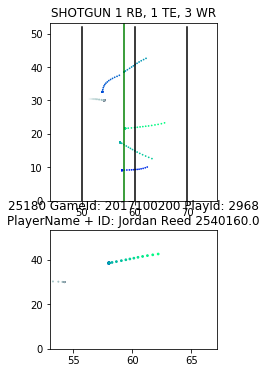 SHOTGUN 1 RB, 1 TE, 3 WR
50
40
30
20
10
0
50 60 70
25180 GameId: 2017100200 PlayId: 2968
PlayerName + ID: Jordan Reed 2540160.0
40
20
0
55 60 65